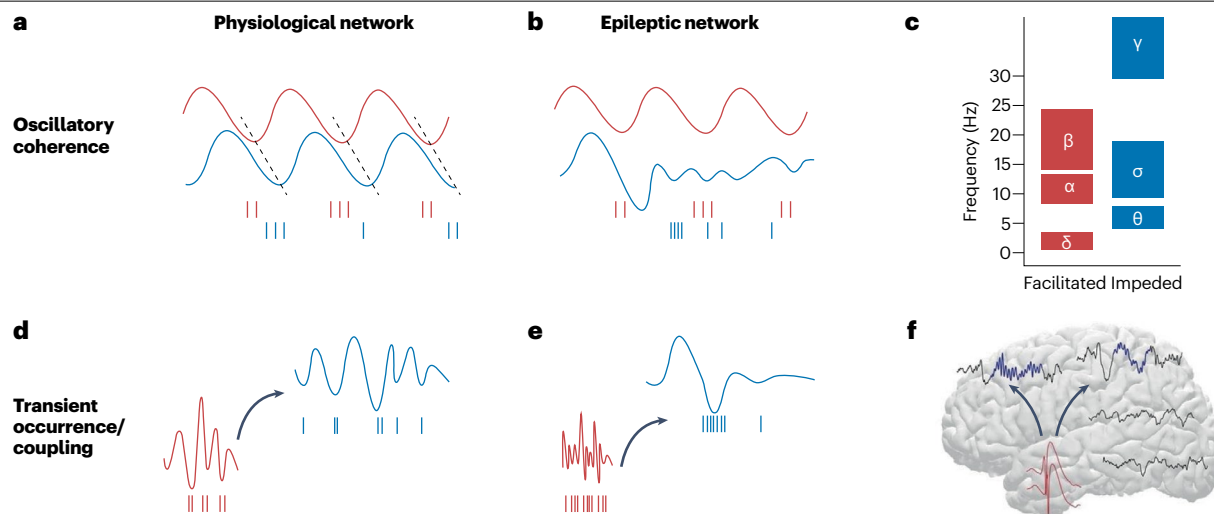 a
Physiological network
b
Epileptic network
c
Oscillatory
coherence
Frequency (Hz)
30
25
20
15
10
5
0
γ
β
σ
α
θ
δ
Facilitated Impeded
d
e
f
Transient
occurrence/
coupling